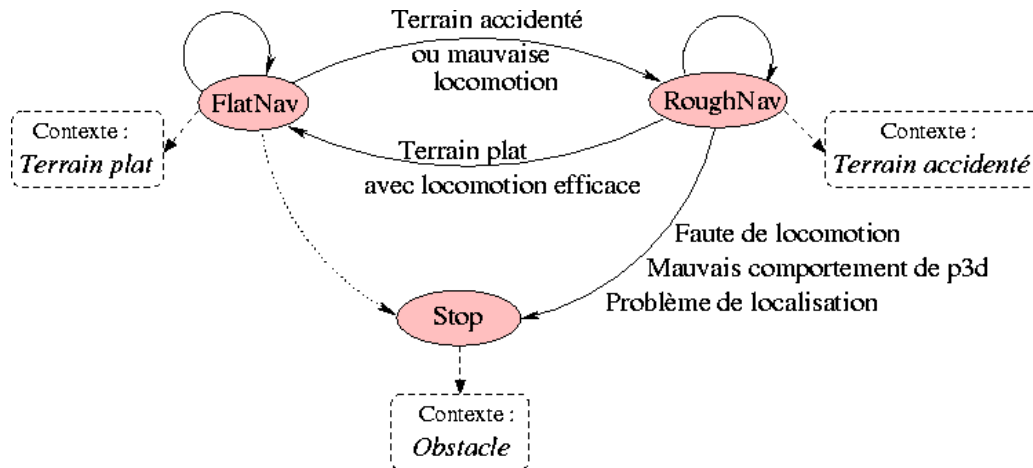 Terrain accidenté
ou mauvaise
locomotion
FlatNav
RoughNav
Contexte :
Terrain plat
Contexte :
Terrain accidenté
Terrain plat
avec locomotion efficace
Faute de locomotion
Mauvais comportement de p3d
Problème de localisation
Stop
Contexte :
Obstacle